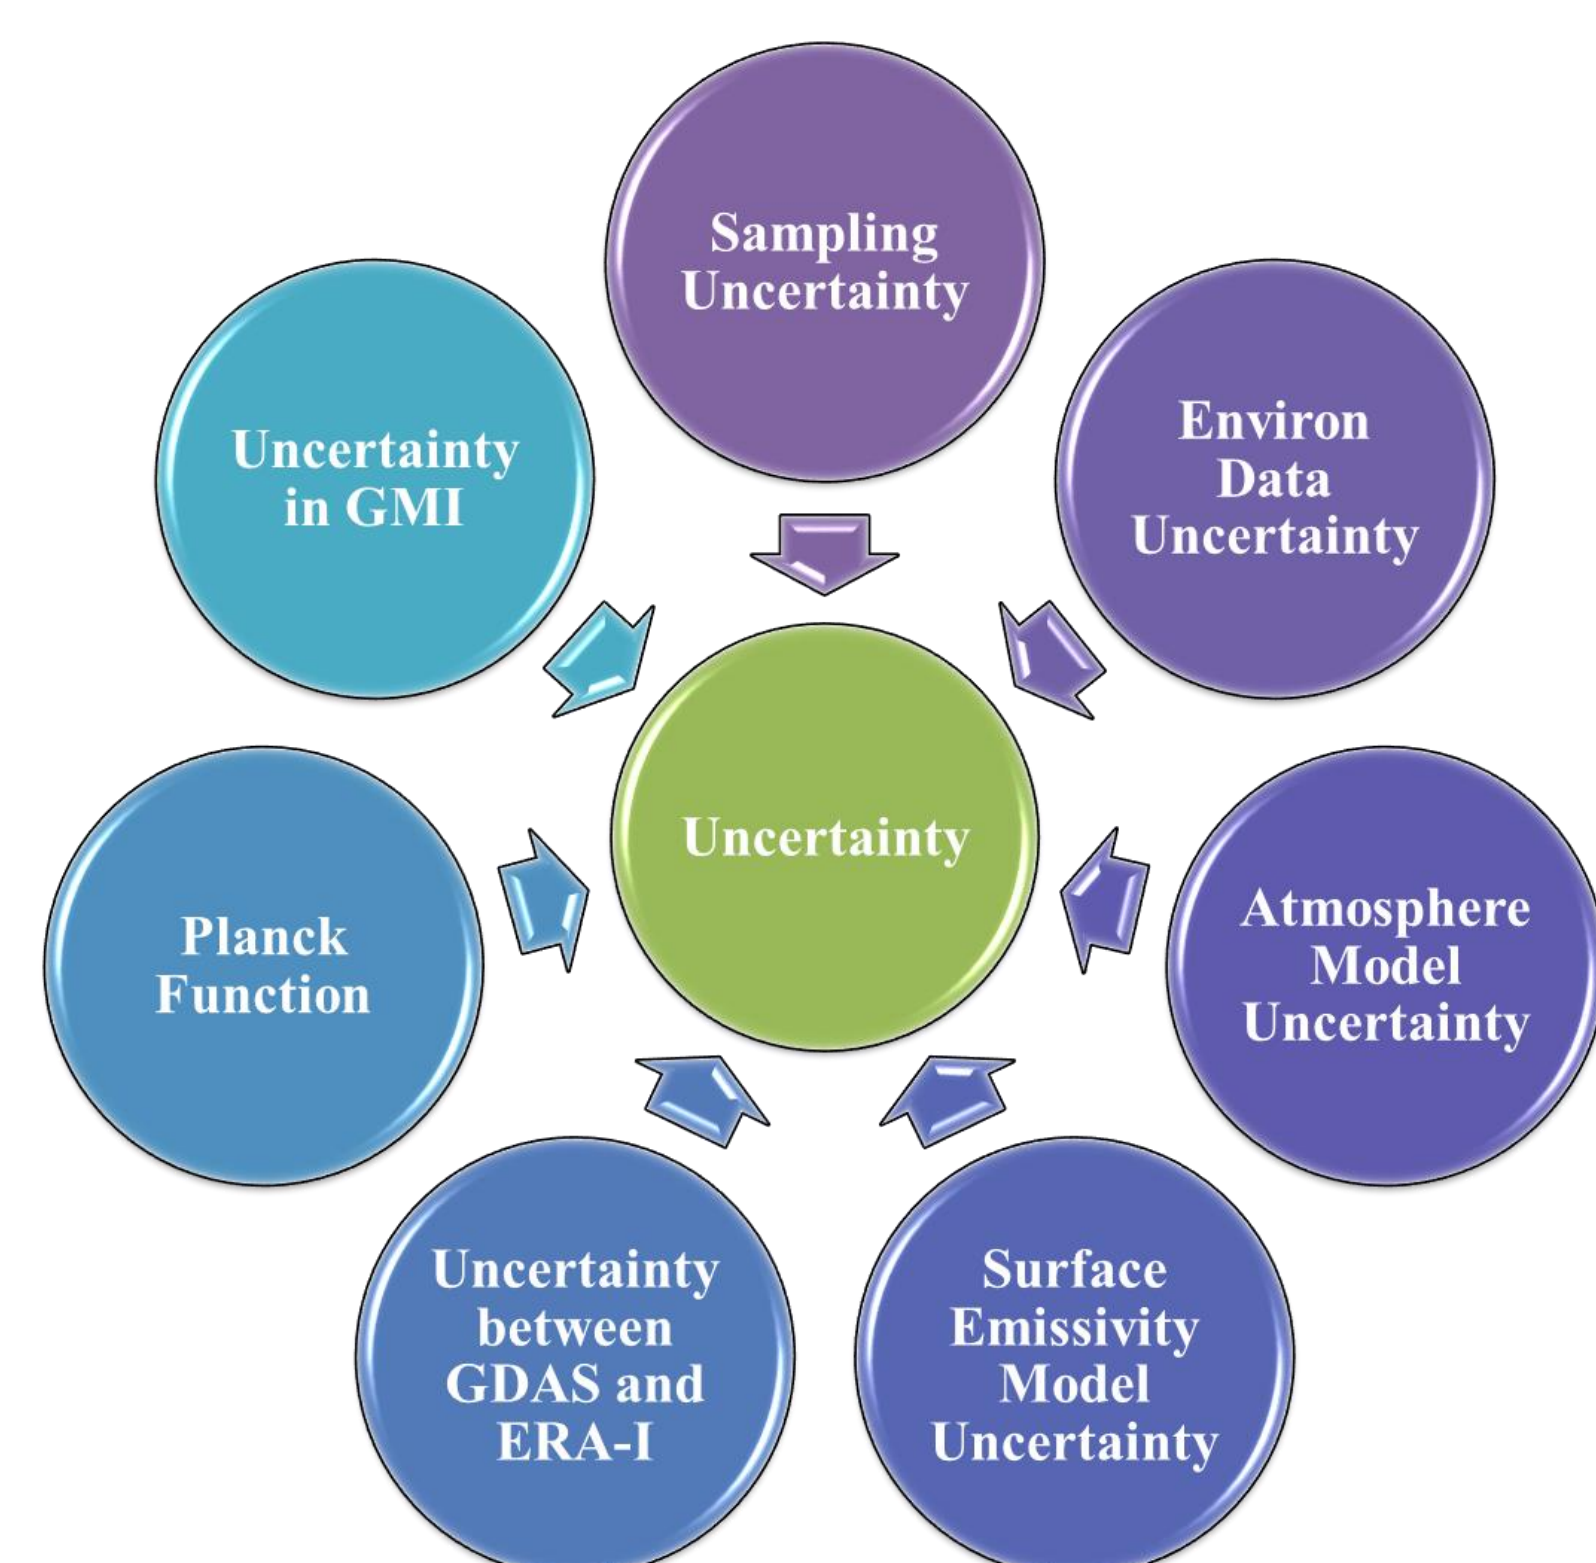 Sampling
Uncertainty
Environ
Data
Uncertainty
Atmosphere
Model
Uncertainty
Surface
Emissivity
Model
Uncertainty
Uncertainty
between
GDAS and
ERA-I
Planck
Function
Uncertainty
in GMI
Uncertainty